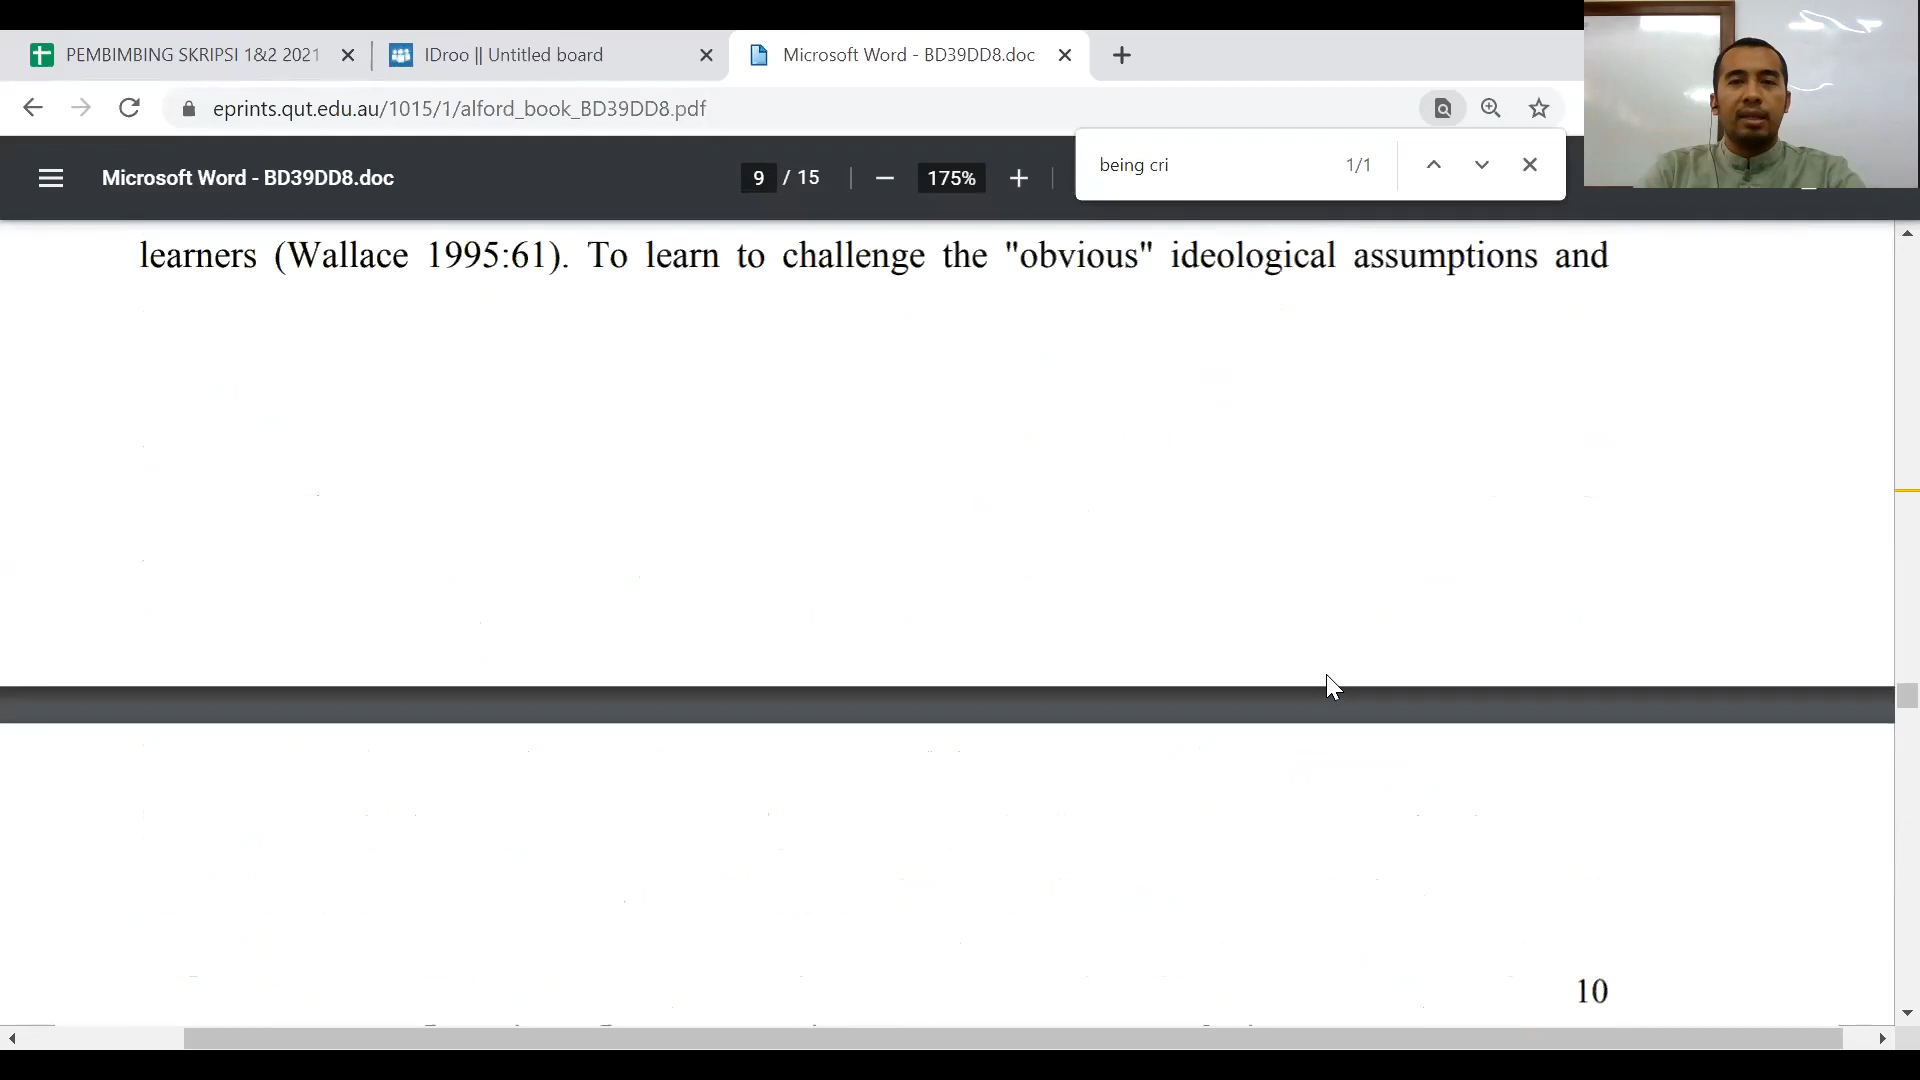 PEMBIMBING SKRIPSI 1&2 2021
IDroo || Untitled board
Microsoft Word - BD39DD8.doc
eprints.qut.edu.au/1015/1/alford_book_BD39DD8.pdf
being cri 1/1
Microsoft Word - BD39DD8.doc
9 / 15
175%
learners (Wallace 1995:61). To learn to challenge the "obvious" ideological assumptions and
10